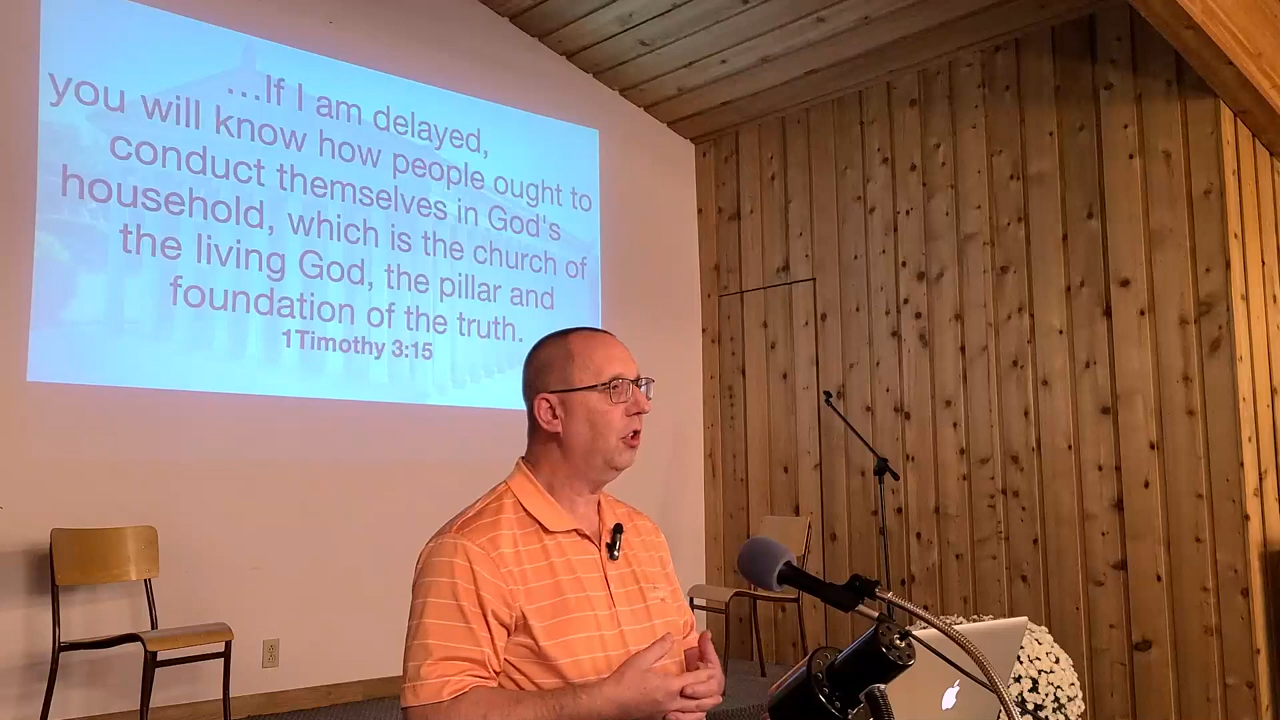 ...If I am delayed,
you will know how people ought to
conduct themselves in God's
household, which is the church of
the living God, the pillar and
foundation of the truth.
1Timothy 3:15